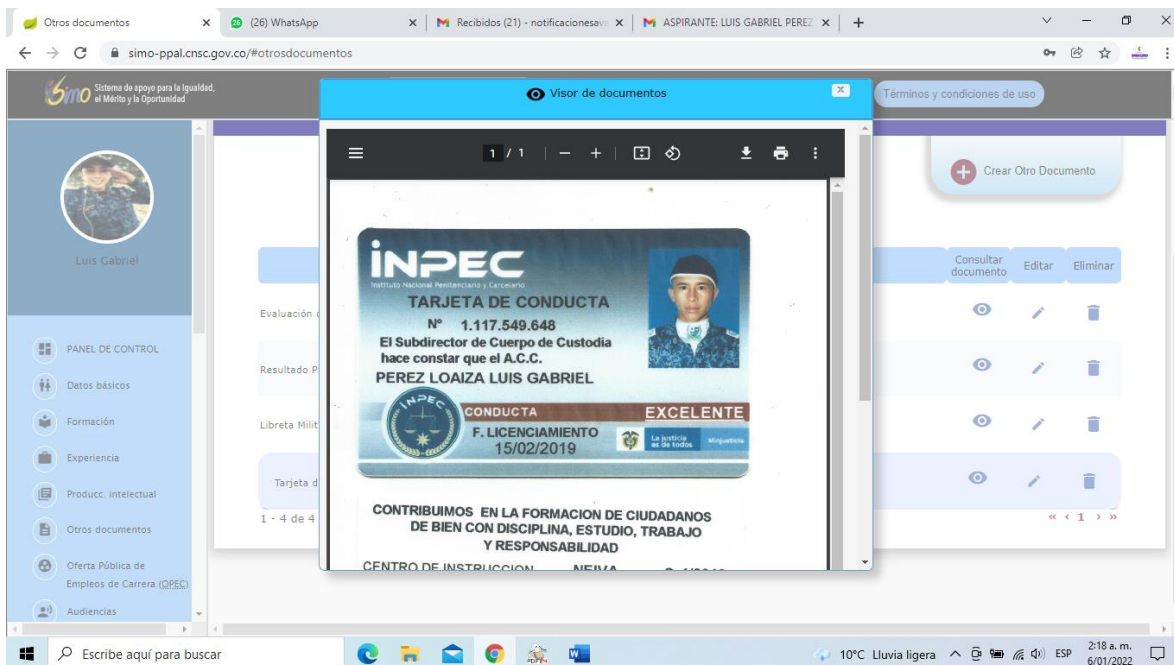 Otros documentos
(26) WhatsApp
Recibidos (21) - notificacionesava
ASPIRANTE: LUIS GABRIEL PEREZ
simo-ppal.cnsc.gov.co/#otrosdocumentos
Simo Sistema de apoyo para la Igualdad,
el Mérito y la Oportunidad
Visor de documentos
x
Términos y condiciones de uso
1 / 1
Crear Otro Documento
Luis Gabriel
Consultar
documento
Editar
Eliminar
Evaluación
Resultado P
Libreta Milit
Tarjeta d
1 - 4 de 4
« ‹ 1 › »
PANEL DE CONTROL
Datos básicos
Formación
Experiencia
Producc. intelectual
Otros documentos
Oferta Pública de
Empleos de Carrera (OPEC)
Audiencias
INPEC
Instituto Nacional Penitenciario y Carcelario
TARJETA DE CONDUCTA
Nº 1.117.549.648
El Subdirector de Cuerpo de Custodia
hace constar que el A.C.C.
PEREZ LOAIZA LUIS GABRIEL
INPEC
CONDUCTA EXCELENTE
F. LICENCIAMIENTO
15/02/2019
La justicia
es de todos
Minjusticia
CONTRIBUIMOS EN LA FORMACION DE CIUDADANOS
DE BIEN CON DISCIPLINA, ESTUDIO, TRABAJO
Y RESPONSABILIDAD
CENTRO DE INSTRUCCION NEIVA
Escribe aquí para buscar
10°C Lluvia ligera
ESP
2:18 a. m.
6/01/2022